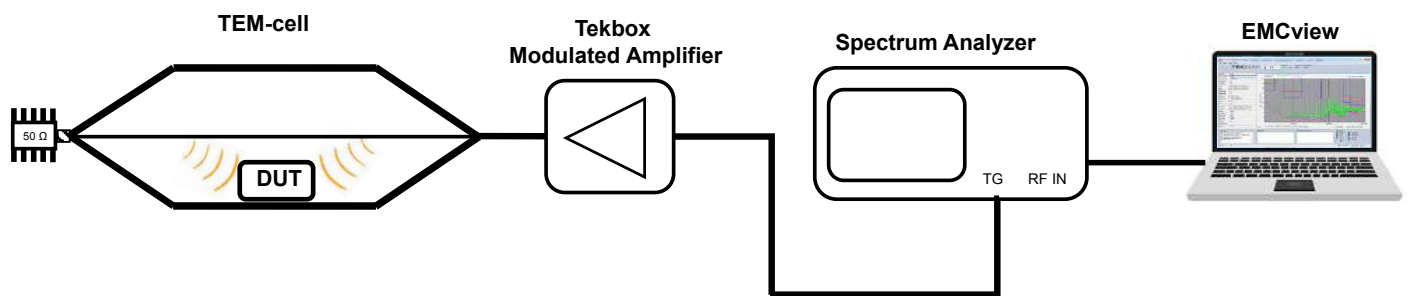 TEM-cell
Tekbox
Modulated Amplifier
Spectrum Analyzer
EMCview
50 Ω
DUT
TG RF IN